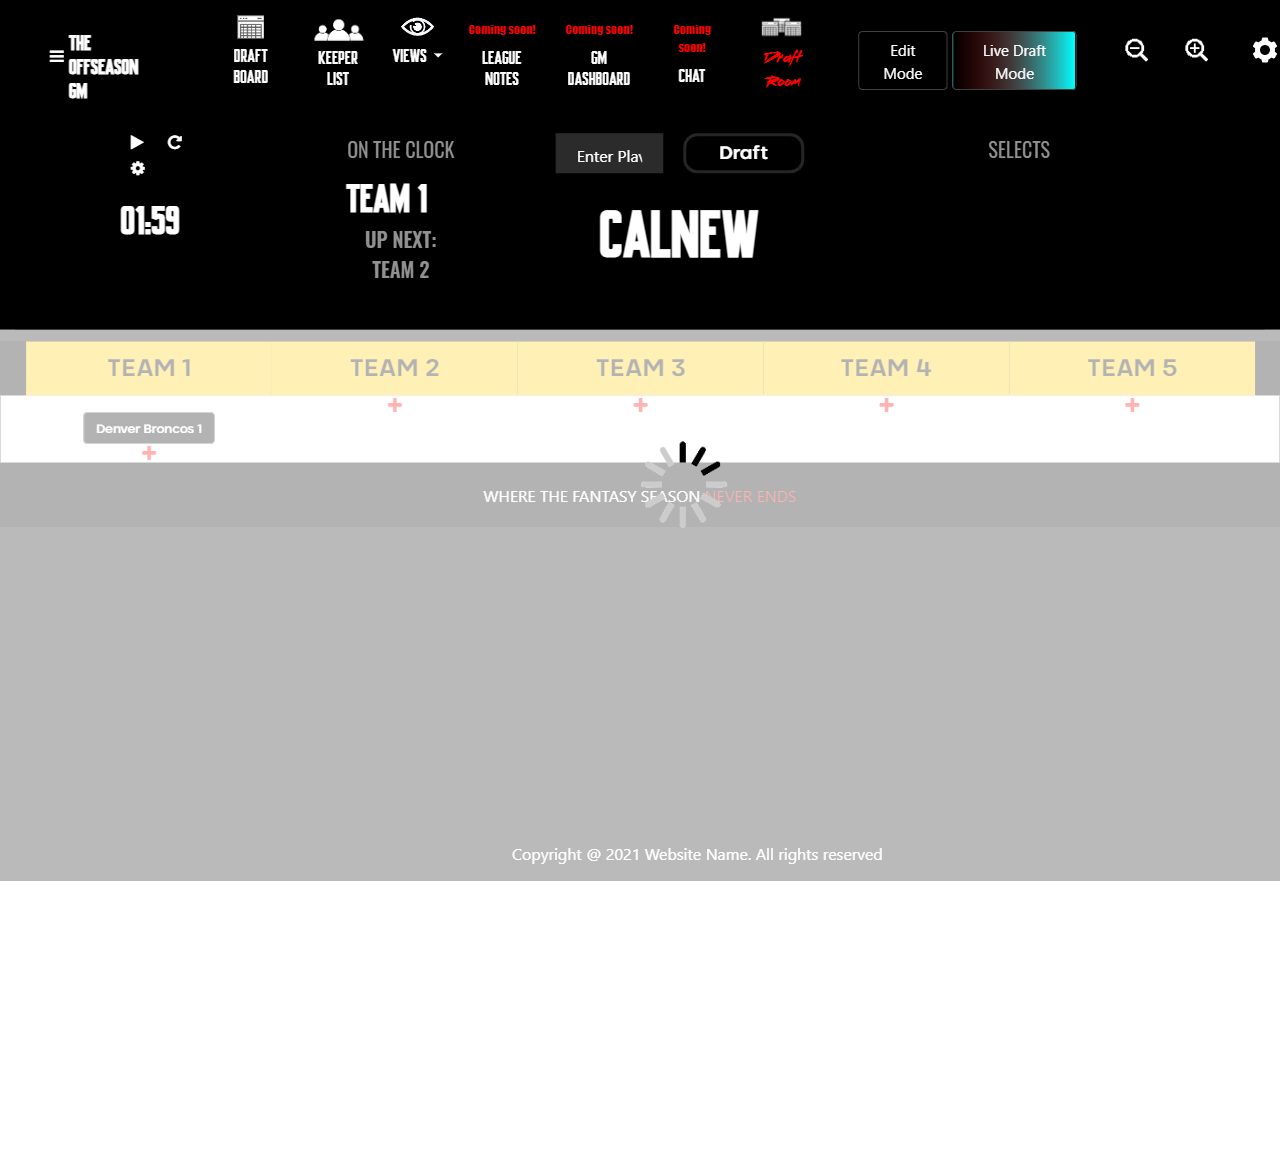 THE
OFFSEASON
GM
DRAFT
BOARD
KEEPER
LIST
VIEWS
Coming soon!
LEAGUE
NOTES
Coming soon!
GM
DASHBOARD
Coming
soon!
CHAT
Draft
Room
Edit
Mode
Live Draft
Mode
01:59
ON THE CLOCK
TEAM 1
UP NEXT:
TEAM 2
Enter Play
Draft
CALNEW
SELECTS
TEAM 1 TEAM 2 TEAM 3 TEAM 4 TEAM 5
Denver Broncos 1
WHERE THE FANTASY SEASON NEVER ENDS
Copyright @ 2021 Website Name. All rights reserved